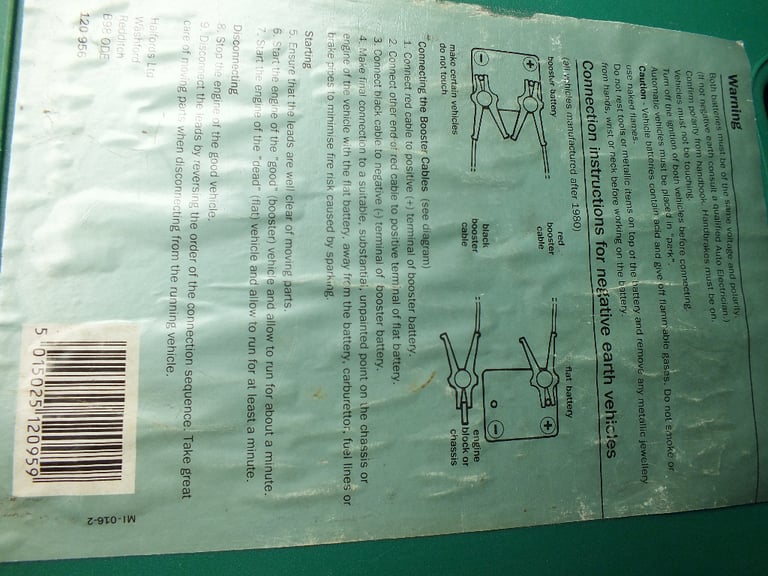 Warning
Both batteries must be of the same voltage and polarity.
(If not negative earth consult a qualified Auto Electrician.)
Confirm polarity from handbook. Handbrakes must be on.
Vehicles must not be touching.
Turn off the ignition of both vehicles before connecting.
Automatic vehicles must be placed in "park".
Caution - Vehicle batteries contain acid and give off flammable gases. Do not smoke or
use naked flames.
Do not rest tools or metallic items on top of the battery and remove any metallic jewellery
from hands, wrist or neck before working on the battery.
Connection instructions for negative earth vehicles
(all vehicles manufactured after 1980)
booster battery
+
−
red
booster
cable
flat battery
+
−
make certain vehicles
do not touch
black
booster
cable
engine
block or
chassis
Connecting the Booster Cables (see diagram)
1. Connect red cable to positive (+) terminal of booster battery.
2. Connect other end of red cable to positive terminal of flat battery.
3. Connect black cable to negative (-) terminal of booster battery.
4. Make final connection to a suitable, substantial, unpainted point on the chassis or
engine of the vehicle with the flat battery, away from the battery, carburettor, fuel lines or
brake pipes to minimise fire risk caused by sparking.
Starting
5. Ensure that the leads are well clear of moving parts.
6. Start the engine of the "good" (booster) vehicle and allow to run for about a minute.
7. Start the engine of the "dead" (flat) vehicle and allow to run for at least a minute.
Disconnecting
8. Stop the engine of the good vehicle.
9. Disconnect the leads by reversing the order of the connection sequence. Take great
care of moving parts when disconnecting from the running vehicle.
Halfords Ltd
Washford
Redditch
B98 0DE
120 956
5 015025 120959
MI-016-2